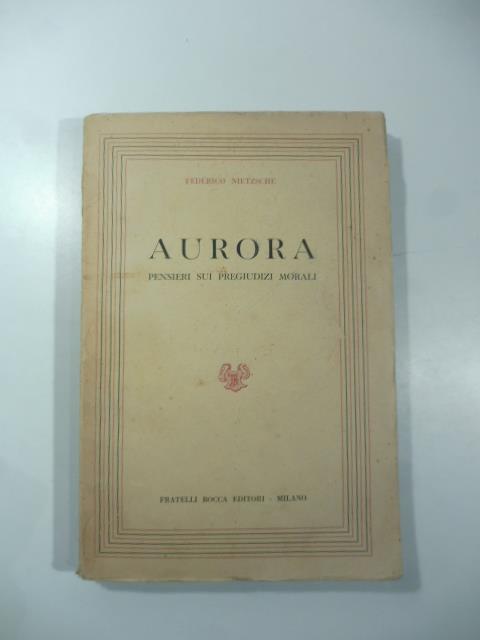 FEDERICO NIETZSCHE
AURORA
PENSIERI SUI PREGIUDIZI MORALI
FRATELLI BOCCA EDITORI - MILANO